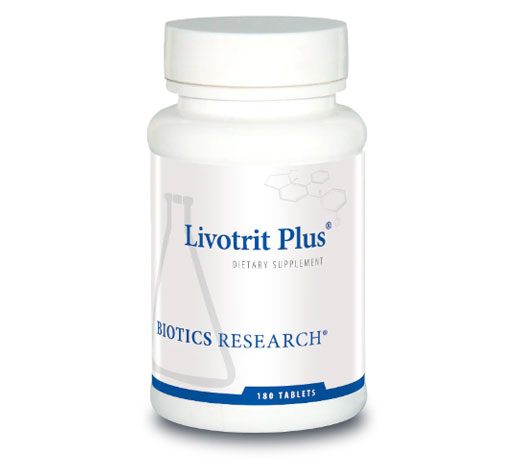 Livotrit Plus®
DIETARY SUPPLEMENT
BIOTICS RESEARCH®
180 TABLETS